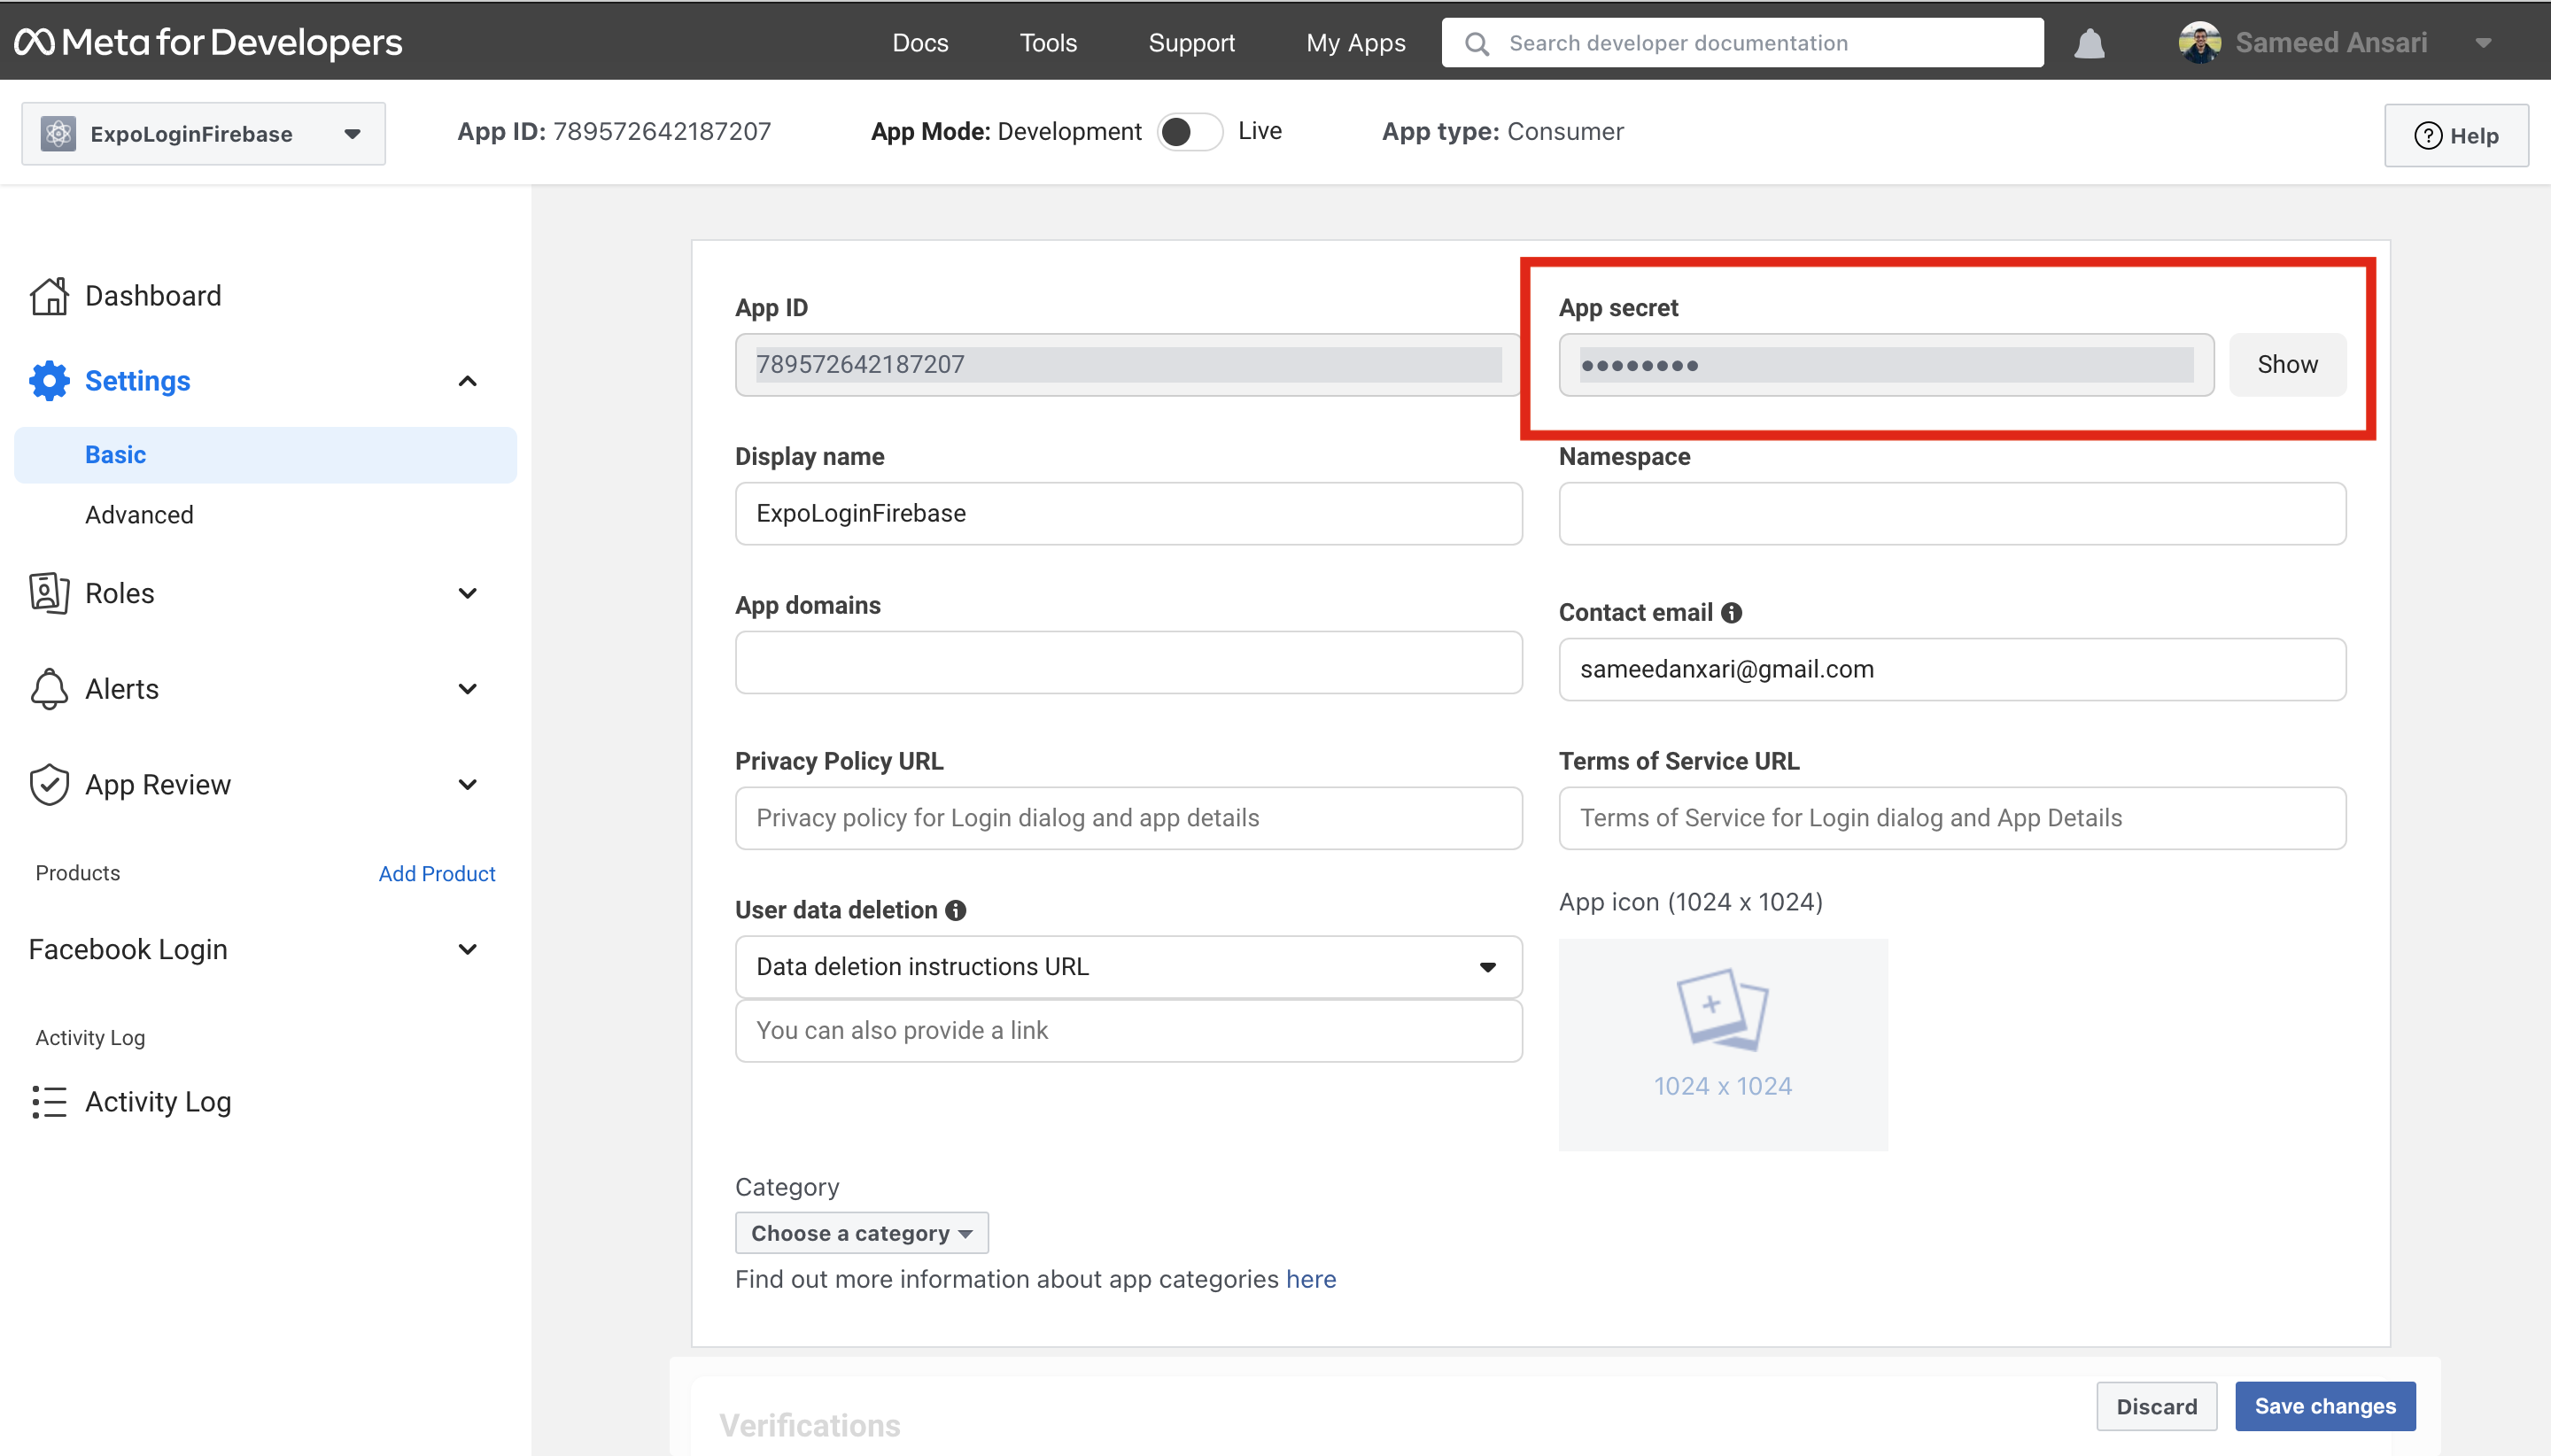 Meta for Developers
Docs Tools Support My Apps Search developer documentation Sameed Ansari
ExpoLoginFirebase App ID: 789572642187207 App Mode: Development Live App type: Consumer Help
Dashboard
Settings
Basic
Advanced
Roles
Alerts
App Review
Products Add Product
Facebook Login
Activity Log
Activity Log
App ID
789572642187207
App secret
•••••••• Show
Display name
ExpoLoginFirebase
Namespace
App domains
Contact email
sameedanxari@gmail.com
Privacy Policy URL
Privacy policy for Login dialog and app details
Terms of Service URL
Terms of Service for Login dialog and App Details
User data deletion
Data deletion instructions URL
You can also provide a link
App icon (1024 x 1024)
1024 x 1024
Category
Choose a category
Find out more information about app categories here
Verifications
Discard Save changes